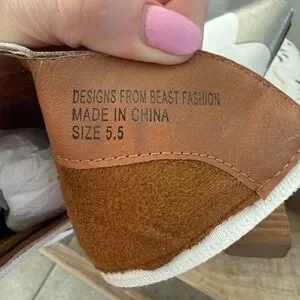 DESIGNS FROM BEAST FASHION
MADE IN CHINA
SIZE 5.5